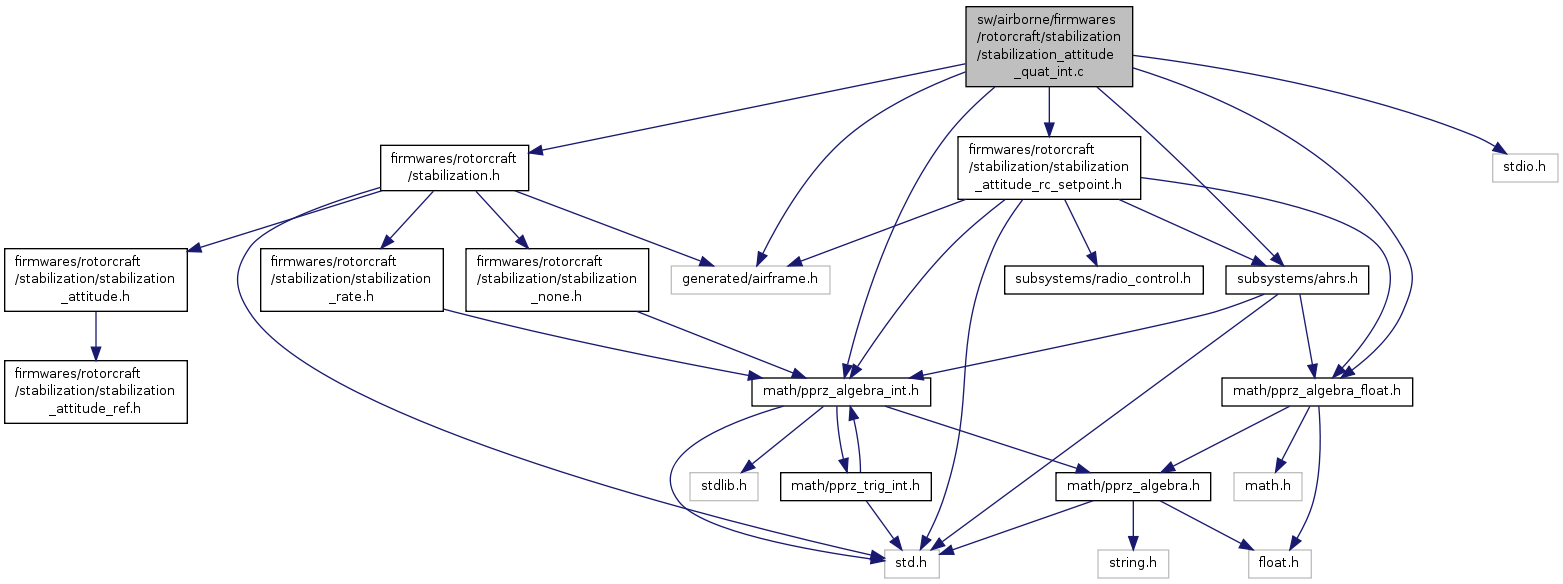 sw/airborne/firmwares
/rotorcraft/stabilization
/stabilization_attitude
_quat_int.c
firmwares/rotorcraft
/stabilization.h
firmwares/rotorcraft
/stabilization/stabilization
_attitude_rc_setpoint.h
stdio.h
firmwares/rotorcraft
/stabilization/stabilization
_attitude.h
firmwares/rotorcraft
/stabilization/stabilization
_rate.h
firmwares/rotorcraft
/stabilization/stabilization
_none.h
generated/airframe.h
subsystems/radio_control.h
subsystems/ahrs.h
firmwares/rotorcraft
/stabilization/stabilization
_attitude_ref.h
math/pprz_algebra_int.h
math/pprz_algebra_float.h
stdlib.h
math/pprz_trig_int.h
math/pprz_algebra.h
math.h
std.h
string.h
float.h